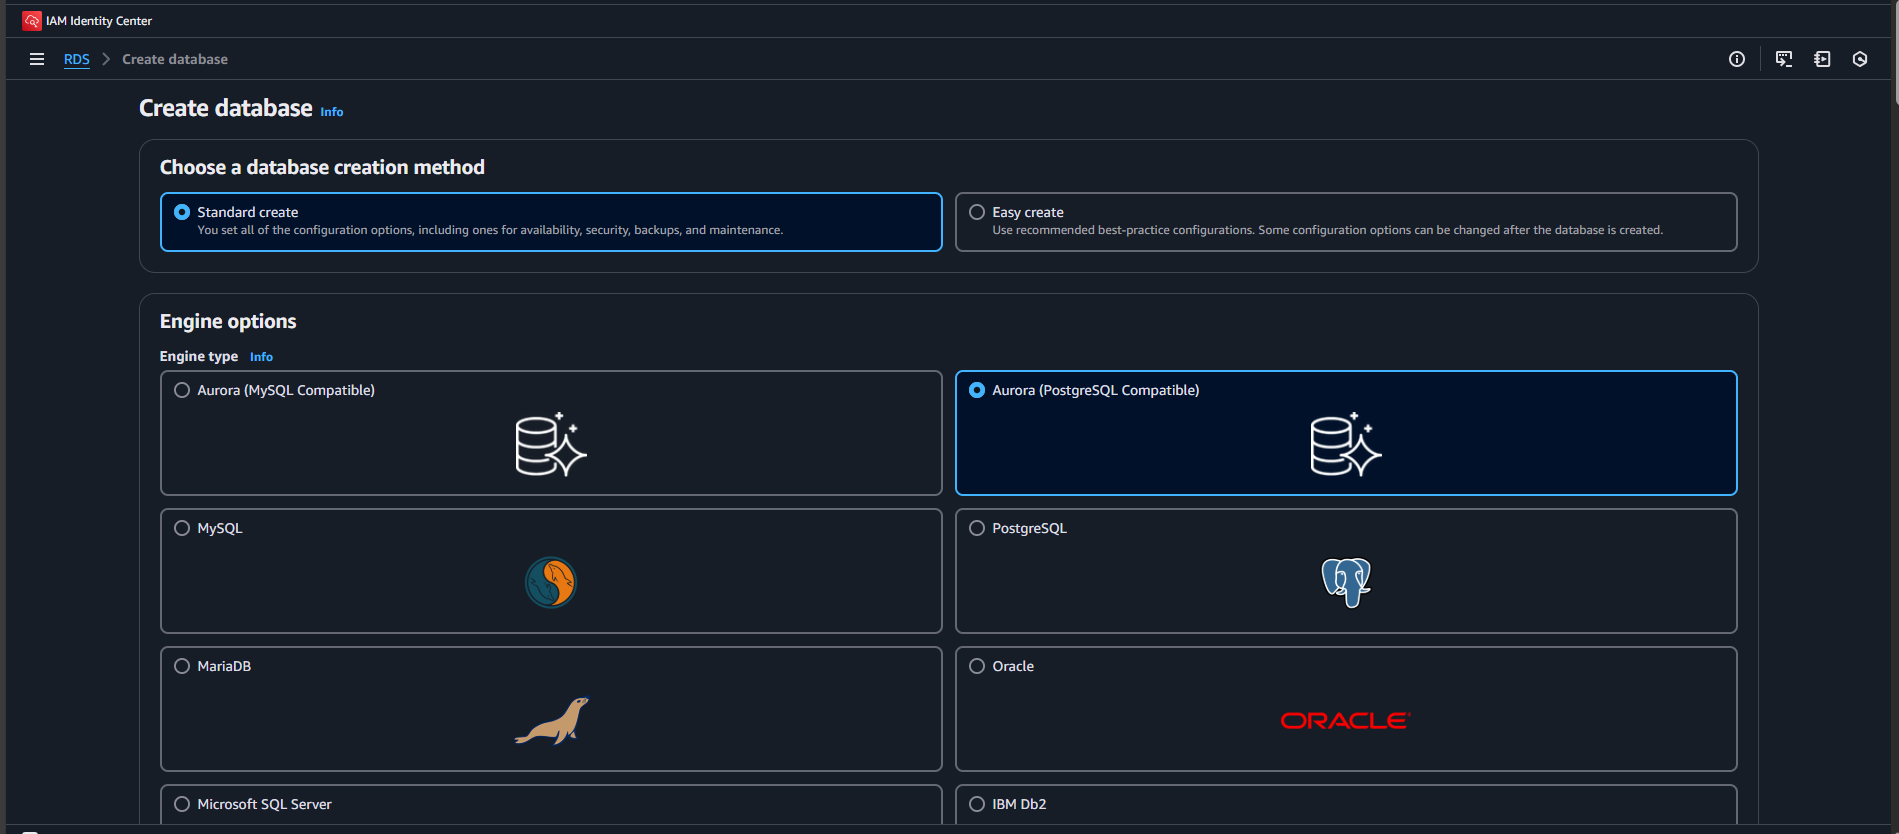 IAM Identity Center
RDS > Create database
Create database Info
Choose a database creation method
Standard create
You set all of the configuration options, including ones for availability, security, backups, and maintenance.
Easy create
Use recommended best-practice configurations. Some configuration options can be changed after the database is created.
Engine options
Engine type Info
Aurora (MySQL Compatible)
Aurora (PostgreSQL Compatible)
MySQL
PostgreSQL
MariaDB
Oracle
ORACLE
Microsoft SQL Server
IBM Db2